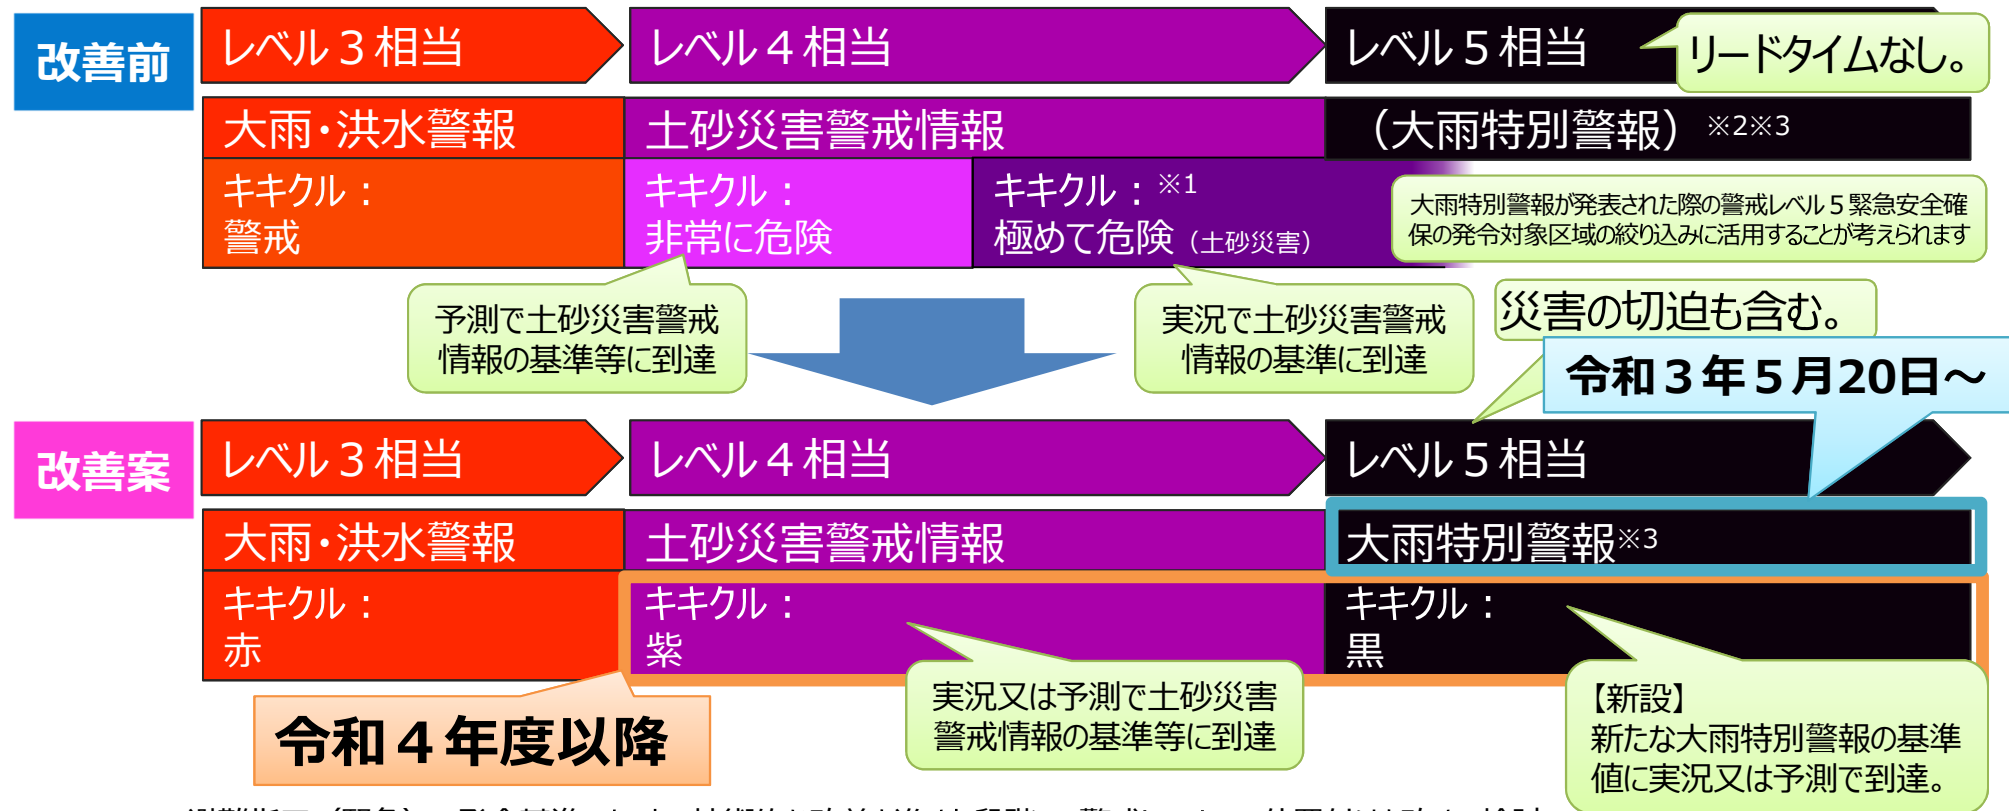 改善前
レベル３相当
レベル４相当
レベル５相当
リードタイムなし。
大雨・洪水警報
土砂災害警戒情報
（大雨特別警報）※2※3
キキクル：
警戒
キキクル：
非常に危険
キキクル：※1
極めて危険（土砂災害）
大雨特別警報が発表された際の警戒レベル５緊急安全確
保の発令対象区域の絞り込みに活用することが考えられます
予測で土砂災害警戒
情報の基準等に到達
実況で土砂災害警戒
情報の基準に到達
災害の切迫も含む。
令和３年５月20日～
改善案
レベル３相当
レベル４相当
レベル５相当
大雨・洪水警報
土砂災害警戒情報
大雨特別警報※3
キキクル：
赤
キキクル：
紫
キキクル：
黒
令和４年度以降
実況又は予測で土砂災害
警戒情報の基準等に到達
【新設】
新たな大雨特別警報の基準
値に実況又は予測で到達。